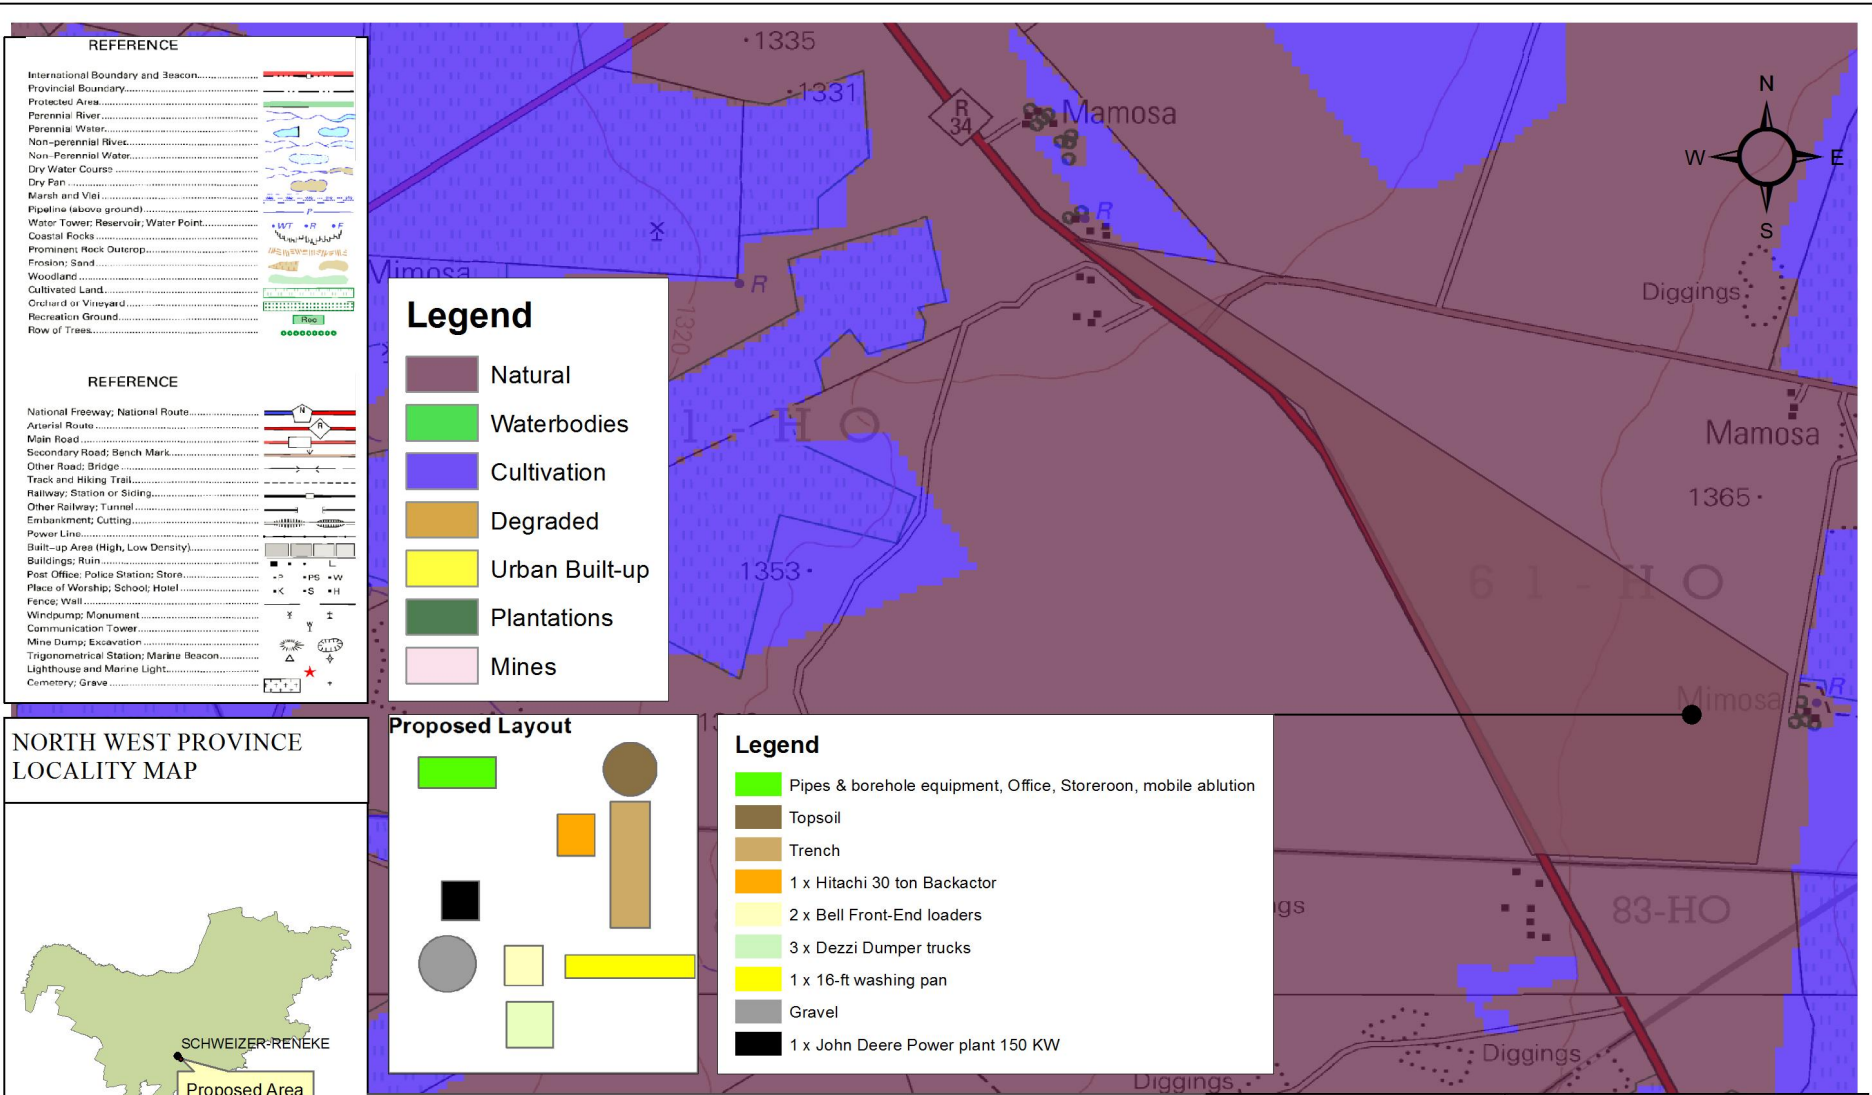 REFERENCE
International Boundary and Beacon
Provincial Boundary
Protected Area
Perennial River
Perennial Water
Non-perennial River
Non-Perennial Water
Dry Water Course
Dry Pan
Marsh and Vlei
Pipeline (above ground)
P
Water Tower; Reservoir; Water Point
WT R F
Coastal Rocks
Prominent Rock Outcrop
Erosion; Sand
Woodland
Cultivated Land
Orchard or Vineyard
Recreation Ground
Rec
Row of Trees
REFERENCE
National Freeway; National Route
N
Arterial Route
R
Main Road
Secondary Road; Bench Mark
Other Road; Bridge
Track and Hiking Trail
Railway; Station or Siding
Other Railway; Tunnel
Embankment; Cutting
Power Line
Built-up Area (High, Low Density)
Buildings; Ruin
Post Office; Police Station; Store
P PS W
Place of Worship; School; Hotel
K S H
Fence; Wall
Windpump; Monument
Communication Tower
Mine Dump; Excavation
Trigonometrical Station; Marine Beacon
Lighthouse and Marine Light
Cemetery; Grave
NORTH WEST PROVINCE
LOCALITY MAP
SCHWEIZER-RENEKE
Proposed Area
1335
1331
R
34
Mamosa
R
Mimosa
R
1320
Legend
Natural
Waterbodies
Cultivation
Degraded
Urban Built-up
Plantations
Mines
N
W
E
S
Diggings
1 - H O
Mamosa
1365
1353
6 1 - H O
Mimosa
R
83-HO
Diggings
Diggings
Proposed Layout
Legend
Pipes & borehole equipment, Office, Storeroon, mobile ablution
Topsoil
Trench
1 x Hitachi 30 ton Backactor
2 x Bell Front-End loaders
3 x Dezzi Dumper trucks
1 x 16-ft washing pan
Gravel
1 x John Deere Power plant 150 KW